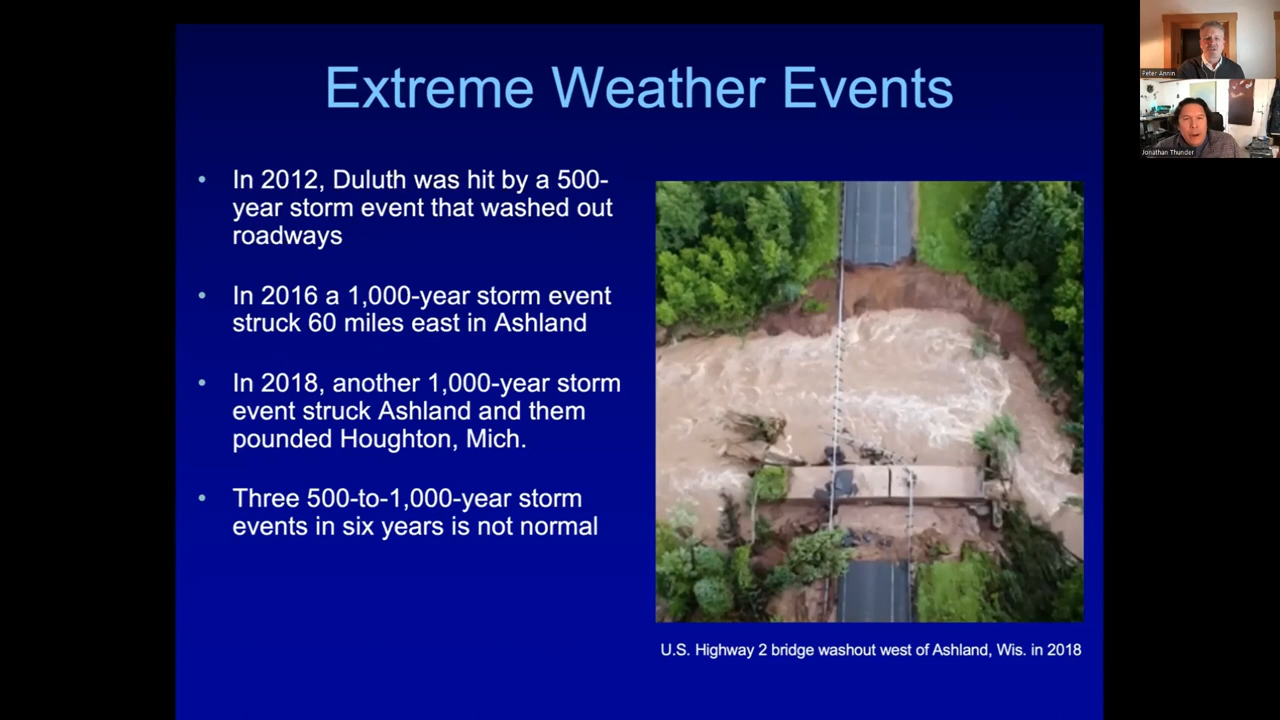 Extreme Weather Events
• In 2012, Duluth was hit by a 500-
year storm event that washed out
roadways
• In 2016 a 1,000-year storm event
struck 60 miles east in Ashland
• In 2018, another 1,000-year storm
event struck Ashland and them
pounded Houghton, Mich.
• Three 500-to-1,000-year storm
events in six years is not normal
U.S. Highway 2 bridge washout west of Ashland, Wis. in 2018
Peter Annin
Jonathan Thunder